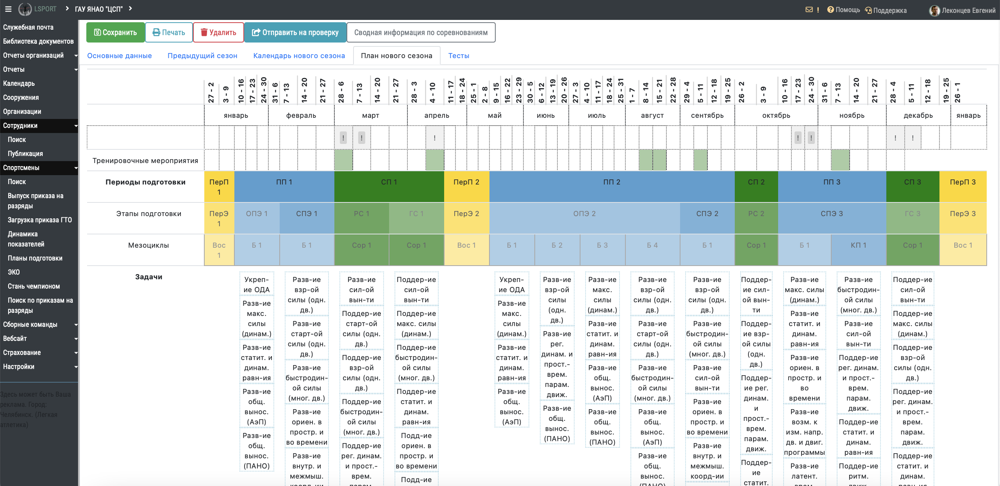 LSPORT
ГАУ ЯНАО "ЦСП"
!
Помощь
Поддержка
Леконцев Евгений
Служебная почта
Библиотека документов
Отчеты организаций
Отчеты
Календарь
Сооружения
Организации
Сотрудники
Поиск
Публикация
Спортсмены
Поиск
Выпуск приказа на
разряды
Загрузка приказа ГТО
Динамика
показателей
Планы подготовки
ЭКО
Стань чемпионом
Поиск по приказам на
разряды
Сборные команды
Вебсайт
Страхование
Настройки
Здесь может быть Ваша
реклама. Город:
Челябинск. (Легкая
атлетика)
Сохранить
Печать
Удалить
Отправить на проверку
Сводная информация по соревнованиям
Основные данные
Предыдущий сезон
Календарь нового сезона
План нового сезона
Тесты
27 - 2
3 - 9
10 - 16
17 - 23
24 - 30
31 - 6
7 - 13
14 - 20
21 - 27
28 - 6
7 - 13
14 - 20
21 - 27
28 - 3
4 - 10
11 - 17
18 - 24
25 - 1
2 - 8
9 - 15
16 - 22
23 - 29
30 - 5
6 - 12
13 - 19
20 - 26
27 - 3
4 - 10
11 - 17
18 - 24
25 - 31
1 - 7
8 - 14
15 - 21
22 - 28
29 - 4
5 - 11
12 - 18
19 - 25
26 - 2
3 - 9
10 - 16
17 - 23
24 - 30
31 - 6
7 - 13
14 - 20
21 - 27
28 - 4
5 - 11
12 - 18
19 - 25
26 - 1
январь
февраль
март
апрель
май
июнь
июль
август
сентябрь
октябрь
ноябрь
декабрь
январь
!
!
!
!
!
!
!
Тренировочные мероприятия
Периоды подготовки
ПерП
1
ПП 1
СП 1
ПерП 2
ПП 2
СП 2
ПП 3
СП 3
ПерП 3
Этапы подготовки
ПерЭ
1
ОПЭ 1
СПЭ 1
РС 1
ГС 1
ПерЭ 2
ОПЭ 2
СПЭ 2
РС 2
СПЭ 3
ГС 3
ПерЭ 3
Мезоциклы
Вос
1
Б 1
Б 1
Сор 1
Сор 1
Вос 1
Б 1
Б 2
Б 3
Б 4
Б 1
Сор 1
Б 1
КП 1
Сор 1
Вос 1
Задачи
Укреп-
ие ОДА
Разв-ие
макс.
силы
(динам.)
Разв-ие
статит. и
динам.
равн-ия
Разв-ие
общ.
вынос.
(АэП)
Разв-ие
общ.
вынос.
(ПАНО)
Разв-ие
взр-ой
силы (одн.
дв.)
Разв-ие
старт-ой
силы (одн.
дв.)
Разв-ие
быстродин-
ой силы
(мног. дв.)
Разв-ие
ориен. в
простр. и
во времени
Разв-ие
внутр. и
межмыш.
коорд-ии
Разв-ие
сил-ой
вын-ти
Поддер-ие
старт-ой
силы (одн.
дв.)
Поддер-ие
взр-ой
силы (одн.
дв.)
Поддер-ие
быстродин-
ой силы
(мног. дв.)
Поддер-ие
рег. динам.
и прост.-
врем.
парам.
Поддер-ие
сил-ой
вын-ти
Поддер-ие
макс. силы
(динам.)
Поддер-ие
быстродин-
ой силы
(мног. дв.)
Поддер-ие
статит. и
динам.
равн-ия
Подд-ие
ориен. в
простр. и
во времени
Подд-ие
Укреп-
ие ОДА
Разв-ие
макс.
силы
(динам.)
Разв-ие
статит. и
динам.
равн-ия
Разв-ие
общ.
вынос.
(АэП)
Разв-ие
взр-ой
силы
(одн.
дв.)
Разв-ие
рег.
динам. и
прост.-
врем.
парам.
движ.
Разв-ие
общ.
вынос.
(ПАНО)
Разв-ие
макс.
силы
(динам.)
Разв-ие
статит. и
динам.
равн-ия
Разв-ие
общ.
вынос.
(АэП)
Разв-ие
общ.
вынос.
(ПАНО)
Разв-ие
взр-ой
силы (одн.
дв.)
Разв-ие
старт-ой
силы (одн.
дв.)
Разв-ие
быстродин-
ой силы
(мног. дв.)
Разв-ие
общ.
вынос.
(АэП)
Разв-ие
общ.
вынос.
(ПАНО)
Разв-ие
взр-ой
силы (одн.
дв.)
Разв-ие
быстродин-
ой силы
(мног. дв.)
Разв-ие
сил-ой
вын-ти
Разв-ие
ориен. в
простр. и
во времени
Разв-ие
внутр. и
межмыш.
коорд-ии
Поддер-
ие сил-
ой вын-
ти
Поддер-
ие взр-
ой силы
(одн.
дв.)
Поддер-
ие рег.
динам.
и
прост.-
врем.
парам.
движ.
Поддер-
ие
статит.
Разв-ие
макс. силы
(динам.)
Разв-ие
статит. и
динам.
равн-ия
Разв-ие
ориен. в
простр. и
во
времени
Разв-ие
возм. к
изм. напр.
дв. и двиг.
программы
Разв-ие
латент.
врем.
Разв-ие
быстродин-
ой силы
(мног. дв.)
Разв-ие
сил-ой
вын-ти
Поддер-ие
рег. динам.
и прост.-
врем.
парам.
движ.
Поддер-ие
статит. и
динам.
равн-ия
Поддер-ие
ритм.
движ.
Поддер-ие
сил-ой
вын-ти
Поддер-ие
макс. силы
(динам.)
Поддер-ие
взр-ой
силы (одн.
дв.)
Поддер-ие
рег. динам.
и прост.-
врем.
парам.
движ.
Поддер-ие
статит. и
динам.
равн-ия